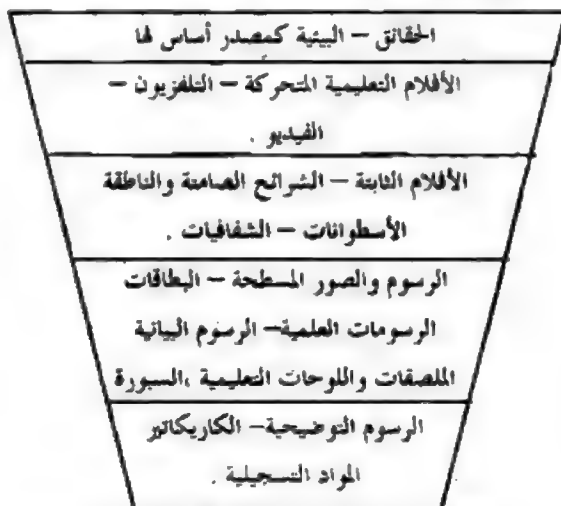 الحقائق – البيئية كمصدر أساس لها
الأفلام التعليمية المتحركة – التلفزيون –
الفيديو .
الأفلام الثابتة – الشرائح الصامتة والناطقة
الأسطوانات – الشفافيات .
الرسوم والصور المسطحة – البطاقات
الرسومات العلمية– الرسوم البيانية
الملصقات واللوحات التعليمية ،السبورة
الرسوم التوضيحية– الكاريكاتير
المواد التسجيلية .